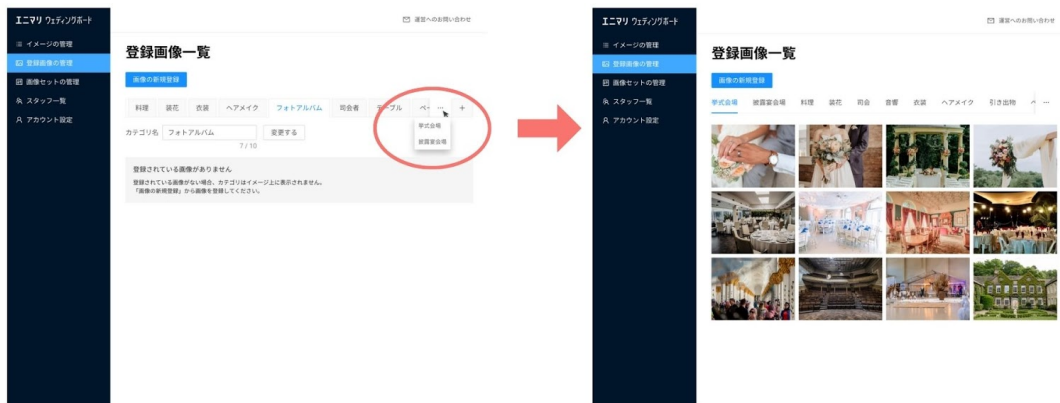 エニマリ ウェディングボード
イメージの管理
登録画像の管理
画像セットの管理
スタッフ一覧
アカウント設定
運営へのお問い合わせ
登録画像一覧
画像の新規登録
料理 装花 衣装 ヘアメイク フォトアルバム 司会者 テーブル ペ ... +
挙式会場
披露宴会場
カテゴリ名 フォトアルバム 変更する
7 / 10
登録されている画像がありません
登録されている画像がない場合、カテゴリはイメージ上に表示されません。
「画像の新規登録」から画像を登録してください。
エニマリ ウェディングボード
イメージの管理
登録画像の管理
画像セットの管理
スタッフ一覧
アカウント設定
運営へのお問い合わせ
登録画像一覧
画像の新規登録
挙式会場 披露宴会場 料理 装花 司会 音響 衣装 ヘアメイク 引き出物 ...